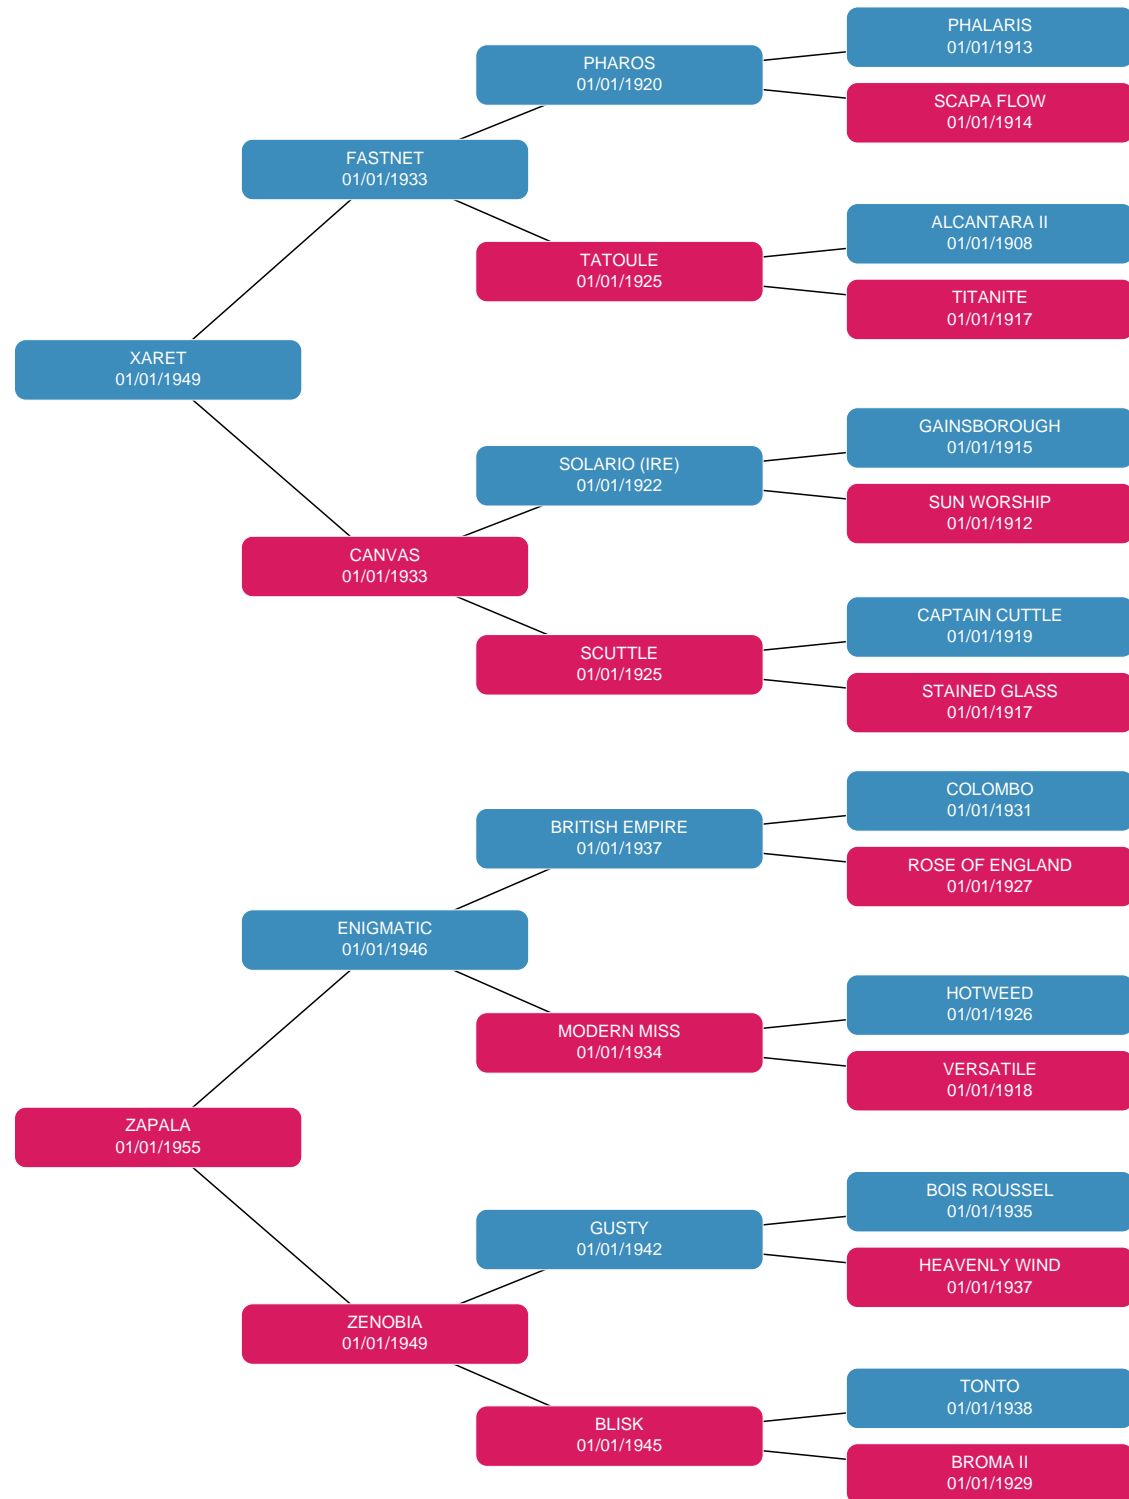 PHALARIS
01/01/1913
PHAROS
01/01/1920
SCAPA FLOW
01/01/1914
FASTNET
01/01/1933
ALCANTARA II
01/01/1908
TATOULE
01/01/1925
TITANITE
01/01/1917
XARET
01/01/1949
GAINSBOROUGH
01/01/1915
SOLARIO (IRE)
01/01/1922
SUN WORSHIP
01/01/1912
CANVAS
01/01/1933
CAPTAIN CUTTLE
01/01/1919
SCUTTLE
01/01/1925
STAINED GLASS
01/01/1917
COLOMBO
01/01/1931
BRITISH EMPIRE
01/01/1937
ROSE OF ENGLAND
01/01/1927
ENIGMATIC
01/01/1946
HOTWEED
01/01/1926
MODERN MISS
01/01/1934
VERSATILE
01/01/1918
ZAPALA
01/01/1955
BOIS ROUSSEL
01/01/1935
GUSTY
01/01/1942
HEAVENLY WIND
01/01/1937
ZENOBIA
01/01/1949
TONTO
01/01/1938
BLISK
01/01/1945
BROMA II
01/01/1929